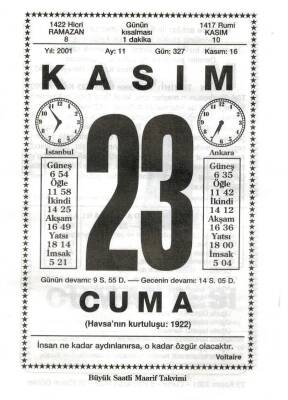 1422 Hicri
RAMAZAN
8
Günün
kısalması
1 dakika
1417 Rumi
KASIM
10
Yıl: 2001 Ay: 11 Gün: 327 Kasım: 16
KASIM
23
İstanbul
Güneş
6 54
Öğle
11 58
İkindi
14 25
Akşam
16 49
Yatsı
18 14
İmsak
5 21
Ankara
Güneş
6 35
Öğle
11 42
İkindi
14 12
Akşam
16 36
Yatsı
18 00
İmsak
5 04
Günün devamı: 9 S. 55 D. — Gecenin devamı: 14 S. 05 D.
CUMA
(Havsa'nın kurtuluşu: 1922)
İnsan ne kadar aydınlanırsa, o kadar özgür olacaktır.
Voltaire
Büyük Saatli Maarif Takvimi